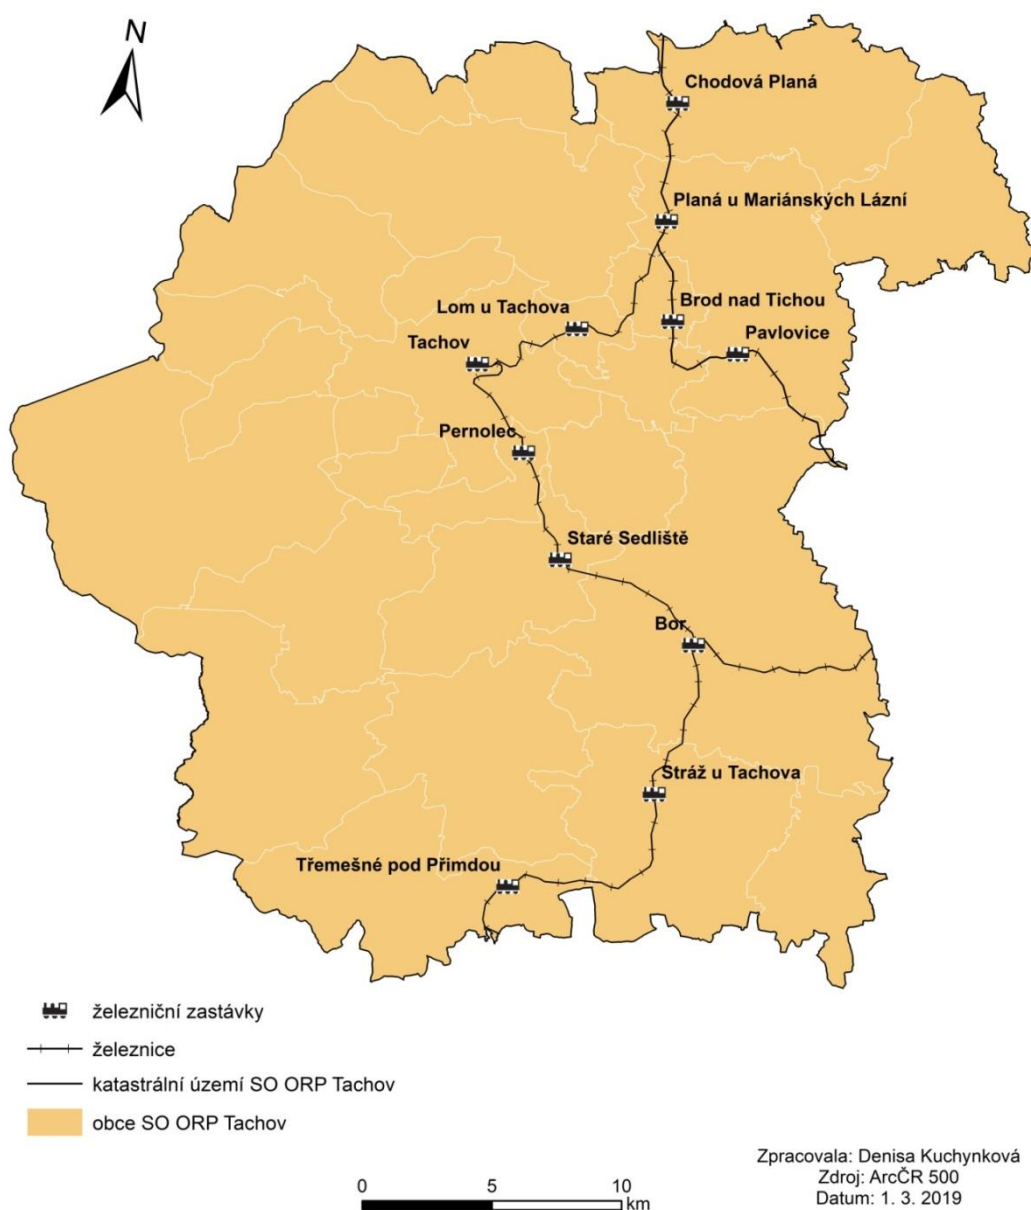 N
Chodová Planá
Planá u Mariánských Lázní
Brod nad Tichou
Lom u Tachova
Pavlovice
Tachov
Pernolec
Staré Sedliště
Bor
Stráž u Tachova
Třemešné pod Přimdou
železniční zastávky
železnice
katastrální území SO ORP Tachov
obce SO ORP Tachov
0 5 10
km
Zpracovala: Denisa Kuchynková
Zdroj: ArcČR 500
Datum: 1. 3. 2019